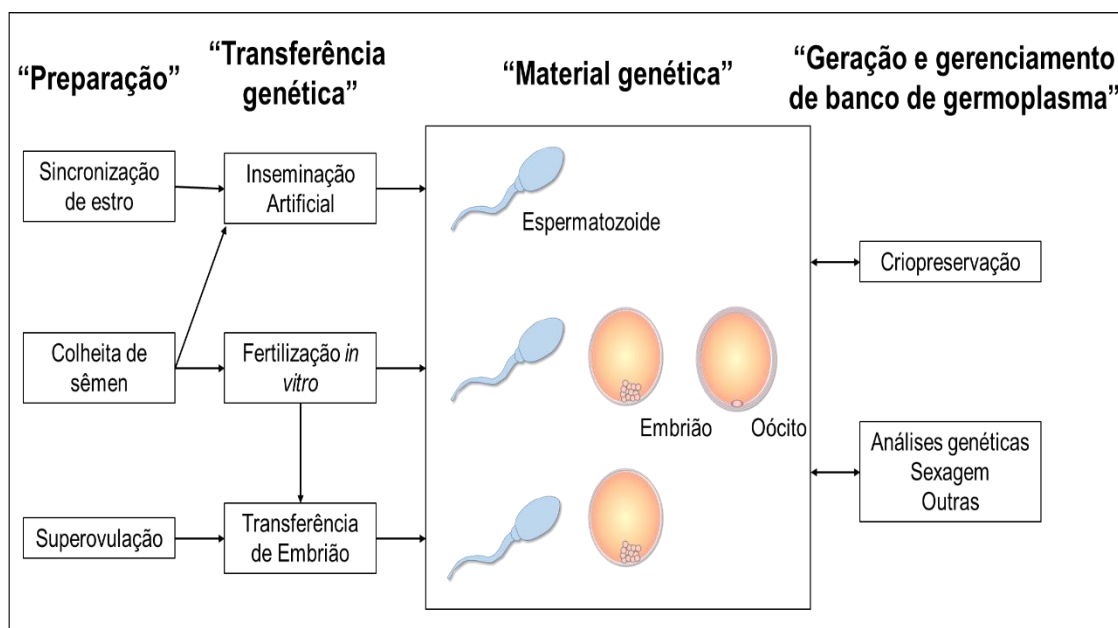 “Preparação”
“Transferência
genética”
“Material genética”
“Geração e gerenciamento
de banco de germoplasma”
Sincronização
de estro
Inseminação
Artificial
Espermatozoide
Criopreservação
Colheita de
sêmen
Fertilização in
vitro
Embrião
Oócito
Análises genéticas
Sexagem
Outras
Superovulação
Transferência
de Embrião